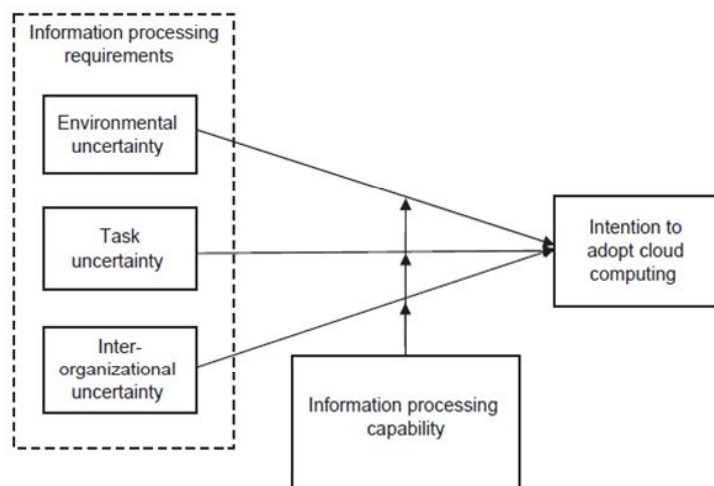 Information processing
requirements
Environmental
uncertainty
Task
uncertainty
Inter-
organizational
uncertainty
Intention to
adopt cloud
computing
Information processing
capability